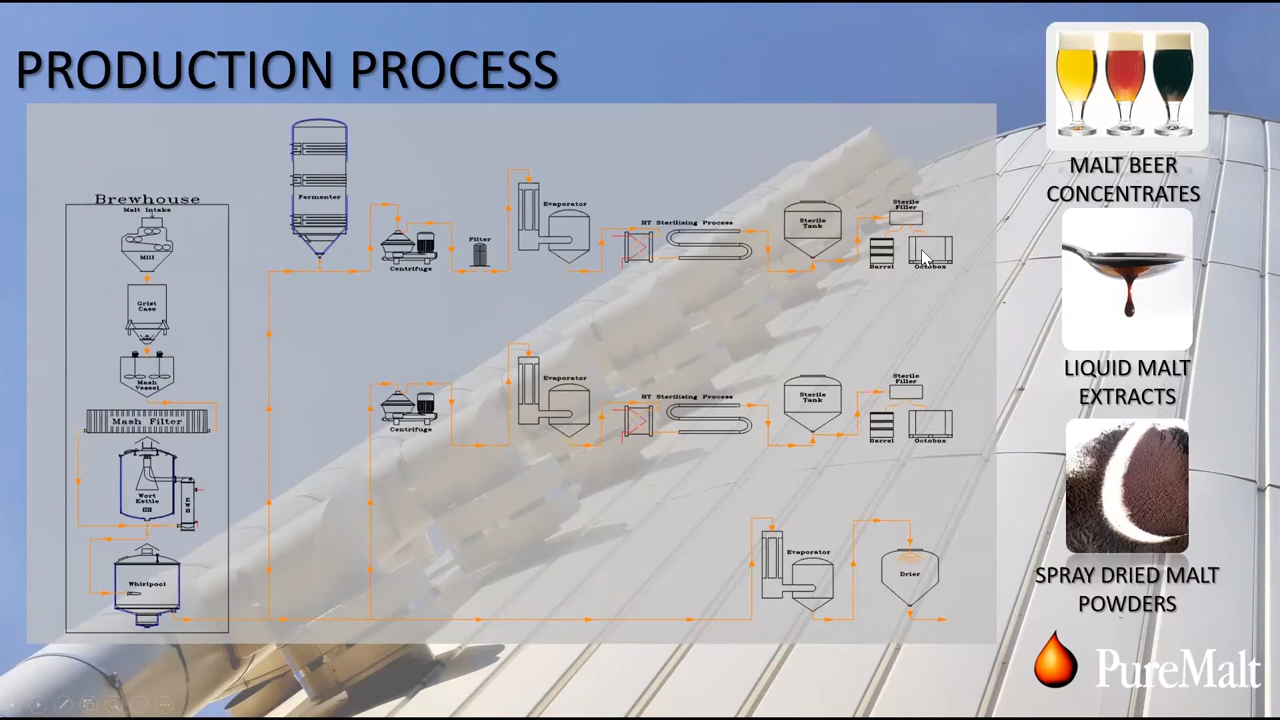 PRODUCTION PROCESS
Brewhouse
Malt Intake
Mill
Grist
Case
Mash
Vessel
Mash Filter
Wort
Kettle
EWB
Whirlpool
Fermenter
Centrifuge
Filter
Evaporator
HT Sterilising Process
Sterile
Tank
Sterile
Filler
Barrel
Octobox
Centrifuge
Evaporator
HT Sterilising Process
Sterile
Tank
Sterile
Filler
Barrel
Octobox
Evaporator
Drier
MALT BEER
CONCENTRATES
LIQUID MALT
EXTRACTS
SPRAY DRIED MALT
POWDERS
PureMalt